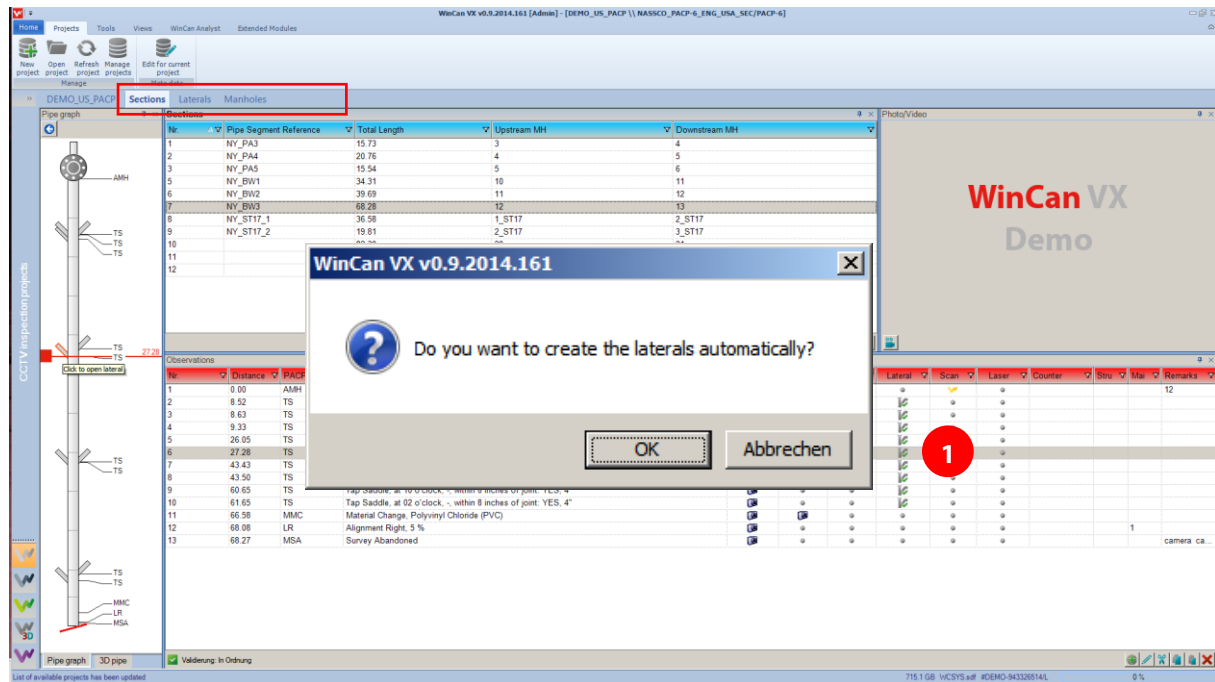 WinCan VX v0.9.2014.161 [Admin] - [DEMO_US_PACP \\ NASSCO_PACP-6_ENG_USA_SEC/PACP-6]
Home Projects Tools Views WinCan Analyst Extended Modules
New project Open project Refresh projects Manage projects Edit for current project
Manage
DEMO_US_PACP Sections Laterals Manholes
Pipe graph Sections Photo/Video
Nr. Pipe Segment Reference Total Length Upstream MH Downstream MH
1 NY_PA3 15.73 3 4
2 NY_PA4 20.76 4 5
3 NY_PA5 15.54 5 6
5 NY_BW1 34.31 10 11
6 NY_BW2 39.69 11 12
7 NY_BW3 68.28 12 13
8 NY_ST17_1 36.58 1_ST17 2_ST17
9 NY_ST17_2 19.81 2_ST17 3_ST17
10
11
12
WinCan VX
Demo
CCTV inspection projects
AMH
TS
TS
TS
TS
TS 27.28
Click to open lateral
TS
TS
TS
TS
MMC
LR
MSA
WinCan VX v0.9.2014.161
Do you want to create the laterals automatically?
OK Abbrechen
Observations
Nr. Distance PACP Lateral Scan Laser Counter Stru Mai Remarks
1 0.00 AMH 12
2 8.52 TS
3 8.63 TS
4 9.33 TS
5 26.05 TS
6 27.28 TS
7 43.43 TS
8 43.50 TS
9 60.65 TS Tap Saddle, at 10 o'clock, -, within 8 inches of joint: YES, 4"
10 61.65 TS Tap Saddle, at 02 o'clock, -, within 8 inches of joint: YES, 4"
11 66.58 MMC Material Change, Polyvinyl Chloride (PVC)
12 68.08 LR Alignment Right, 5 % 1
13 68.27 MSA Survey Abandoned camera ca...
1
3D
Pipe graph 3D pipe Validierung: In Ordnung
List of available projects has been updated 715.1 GB WCSYS.sdf #DEMO-943326514/L 0 %